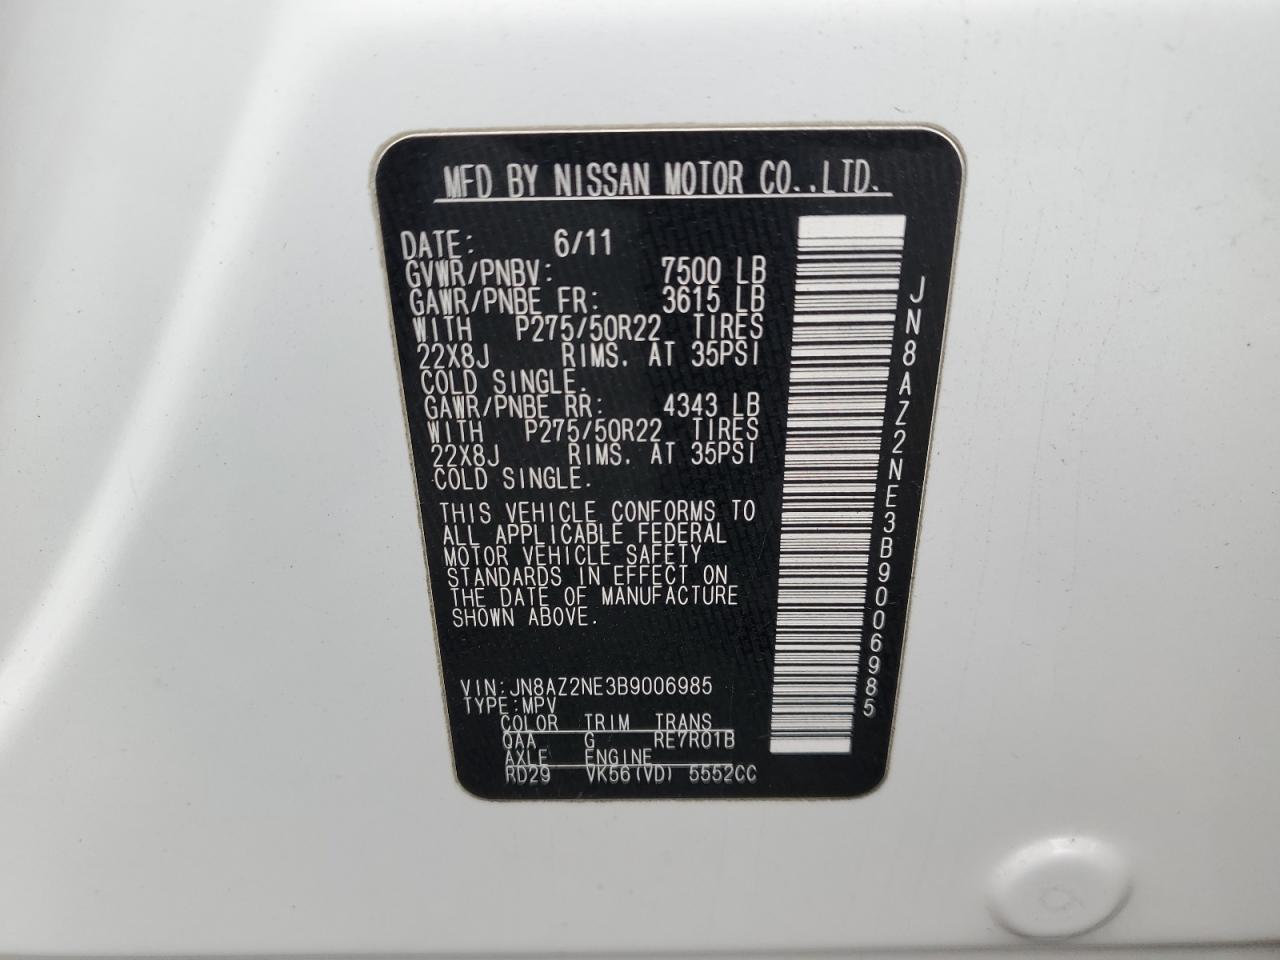 MFD BY NISSAN MOTOR CO.,LTD.
DATE: 6/11
GVWR/PNBV: 7500 LB
GAWR/PNBE FR: 3615 LB
WITH P275/50R22 TIRES
22X8J RIMS. AT 35PSI
COLD SINGLE.
GAWR/PNBE RR: 4343 LB
WITH P275/50R22 TIRES
22X8J RIMS. AT 35PSI
COLD SINGLE.
THIS VEHICLE CONFORMS TO
ALL APPLICABLE FEDERAL
MOTOR VEHICLE SAFETY
STANDARDS IN EFFECT ON
THE DATE OF MANUFACTURE
SHOWN ABOVE.
VIN:JN8AZ2NE3B9006985
TYPE:MPV
COLOR TRIM TRANS
QAA G RE7R01B
AXLE ENGINE
RD29 VK56(VD) 5552CC
JN8AZ2NE3B9006985